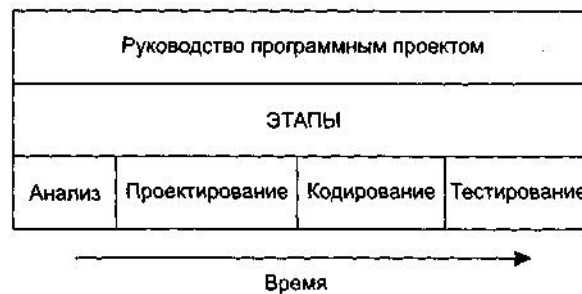 Руководство программным проектом
ЭТАПЫ
Анализ Проектирование Кодирование Тестирование
Время